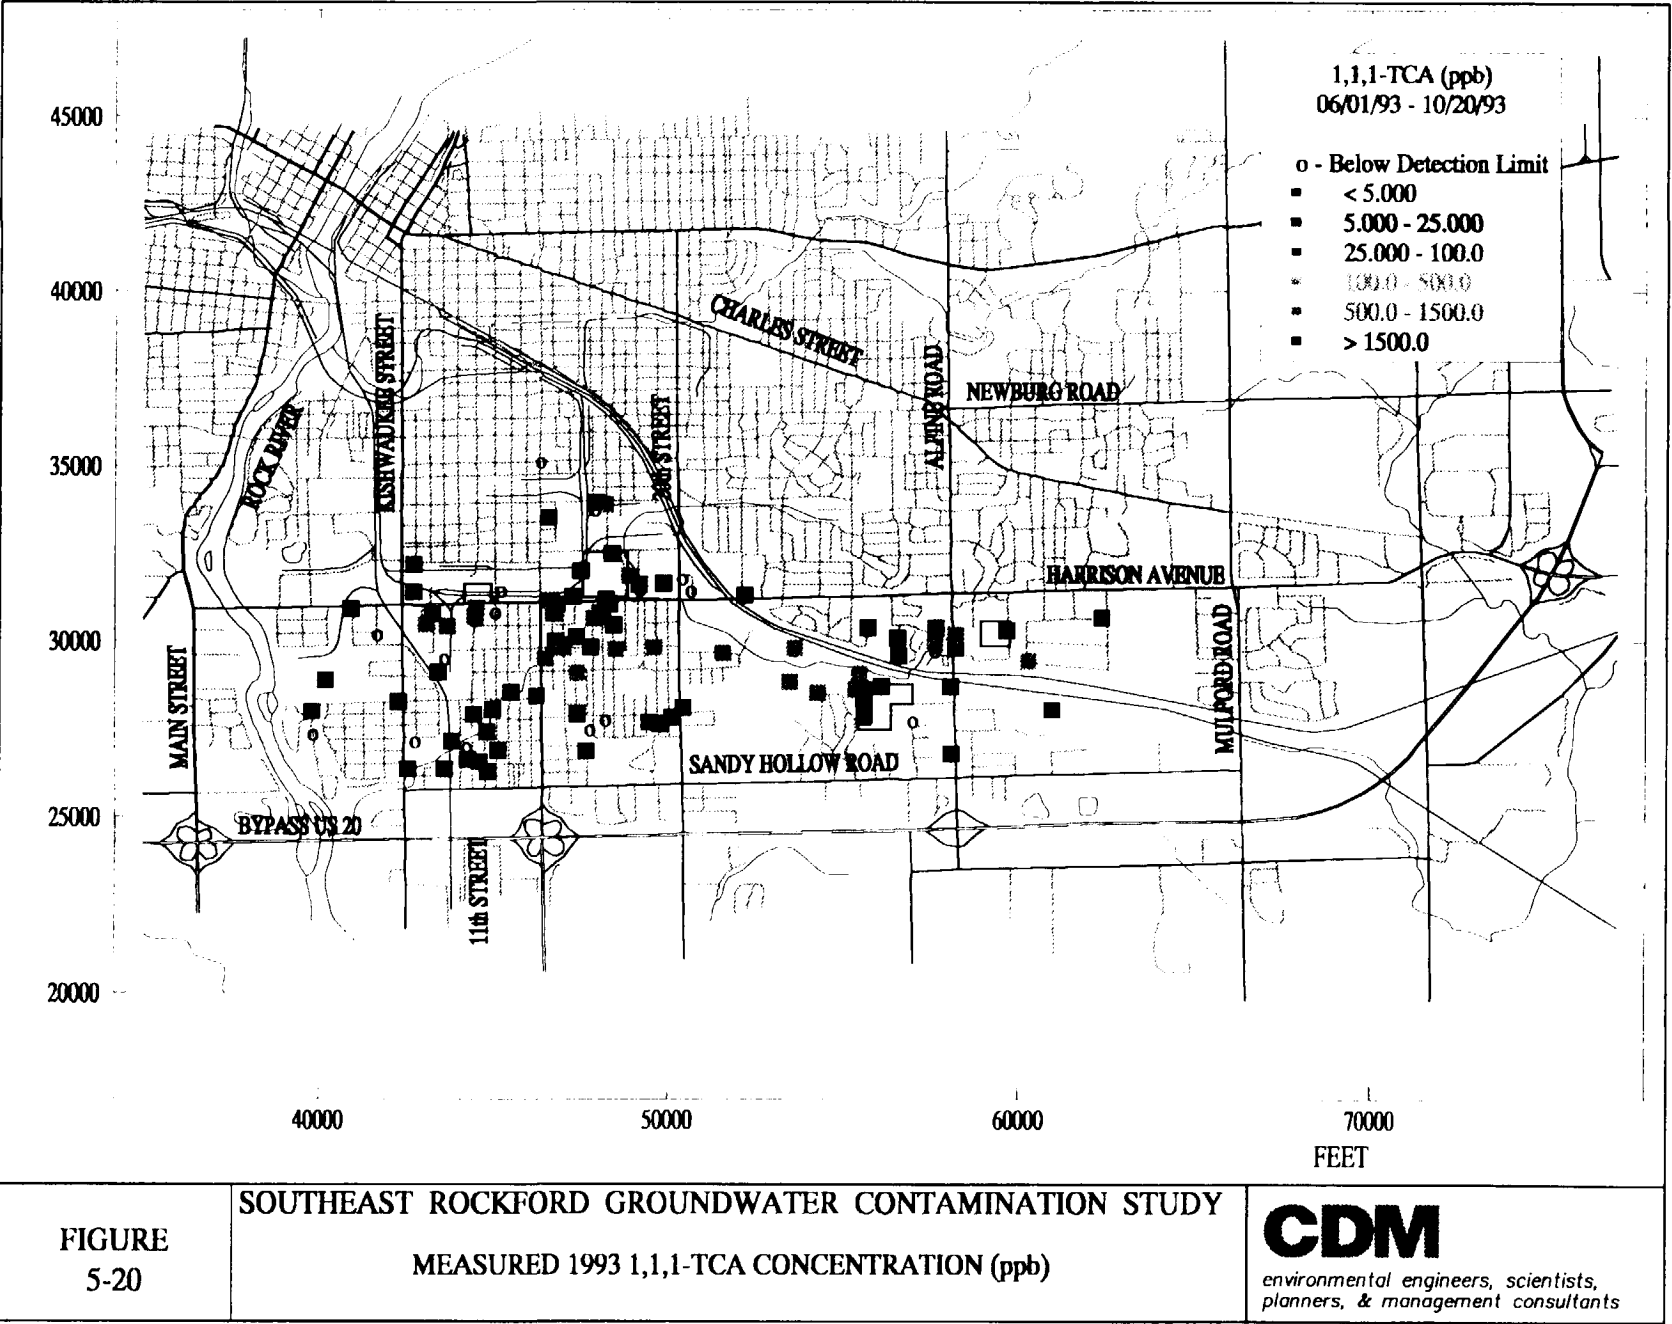 1,1,1-TCA (ppb)
06/01/93 - 10/20/93
o - Below Detection Limit
< 5.000
5.000 - 25.000
25.000 - 100.0
100.0 - 500.0
500.0 - 1500.0
> 1500.0
45000
40000
35000
30000
25000
20000
CHARLES STREET
KISHWAUKEE STREET
ALPINE ROAD
NEWBURG ROAD
ROCK RIVER
20th STREET
HARRISON AVENUE
MAIN STREET
MULFORD ROAD
SANDY HOLLOW ROAD
BYPASS US 20
11th STREET
40000
50000
60000
70000
FEET
FIGURE
5-20
SOUTHEAST ROCKFORD GROUNDWATER CONTAMINATION STUDY
MEASURED 1993 1,1,1-TCA CONCENTRATION (ppb)
CDM
environmental engineers, scientists,
planners, & management consultants